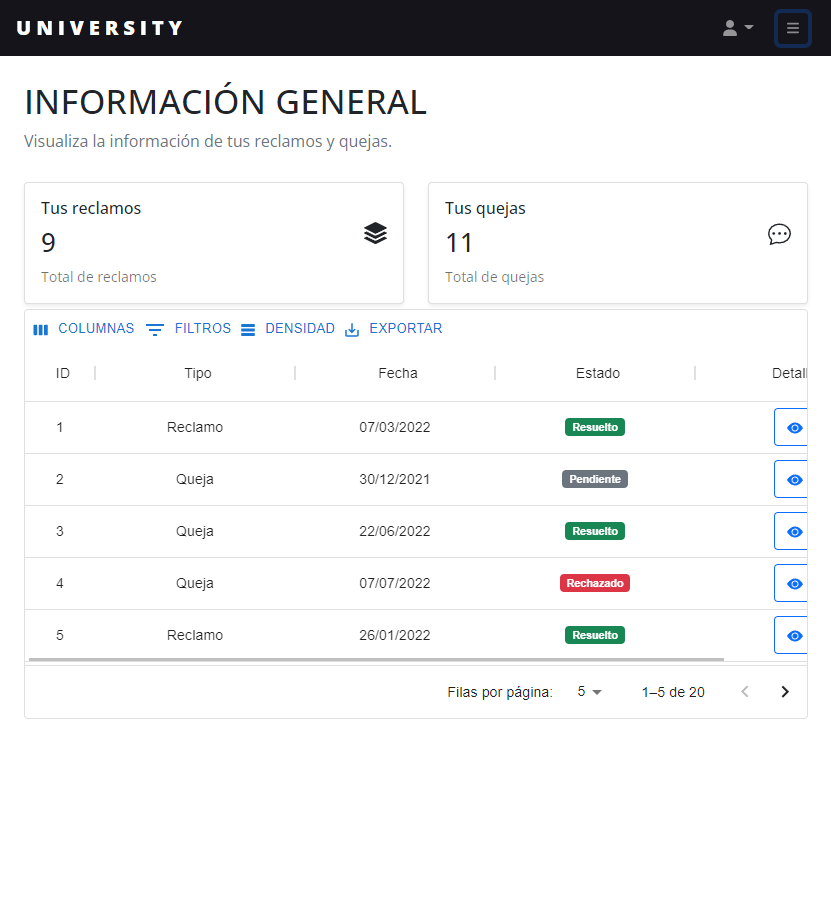 UNIVERSITY
INFORMACIÓN GENERAL
Visualiza la información de tus reclamos y quejas.
Tus reclamos
9
Total de reclamos
Tus quejas
11
Total de quejas
COLUMNAS FILTROS DENSIDAD EXPORTAR
ID Tipo Fecha Estado Detall
1 Reclamo 07/03/2022 Resuelto
2 Queja 30/12/2021 Pendiente
3 Queja 22/06/2022 Resuelto
4 Queja 07/07/2022 Rechazado
5 Reclamo 26/01/2022 Resuelto
Filas por página: 5 1–5 de 20